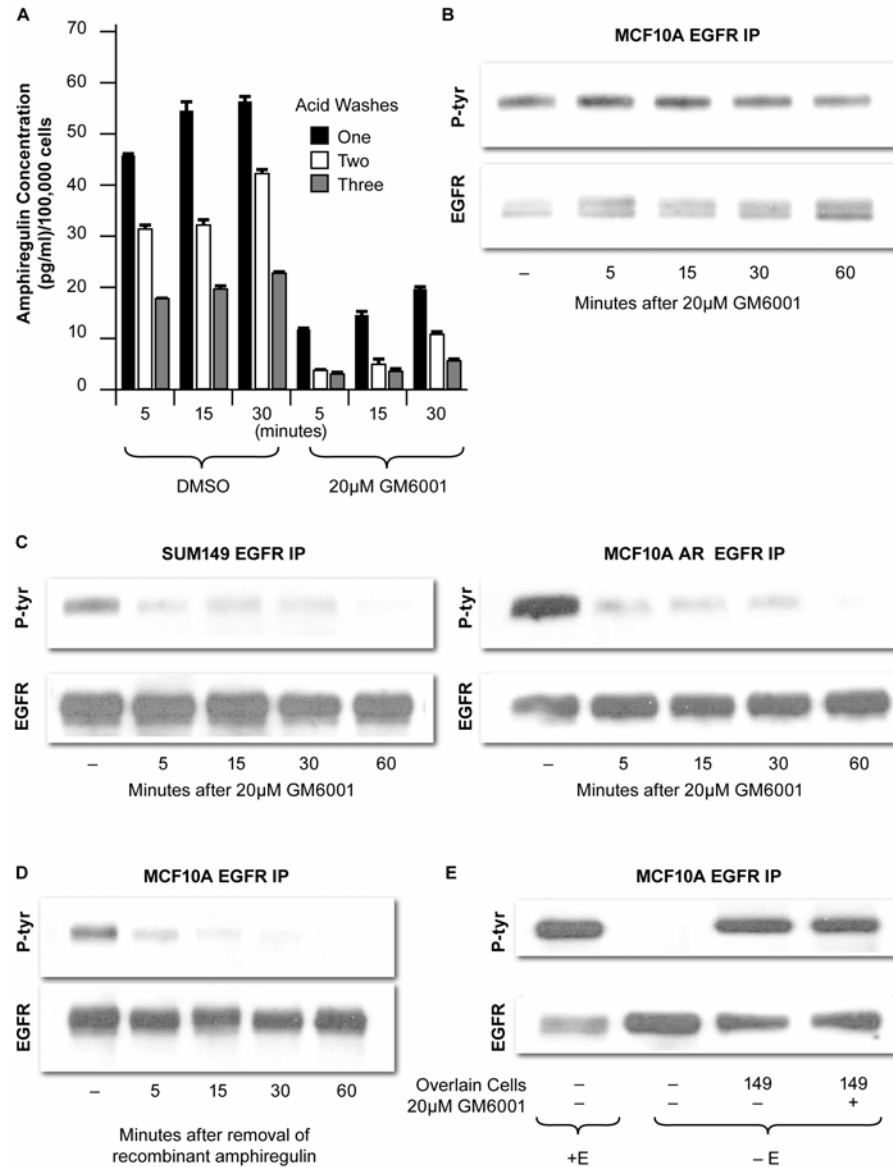 A
70
60
50
40
30
20
10
0
Amphiregulin Concentration
(pg/ml)/100,000 cells
Acid Washes
One
Two
Three
5 15 30 5 15 30
(minutes)
DMSO 20µM GM6001
B
MCF10A EGFR IP
P-tyr
EGFR
– 5 15 30 60
Minutes after 20µM GM6001
C
SUM149 EGFR IP
P-tyr
EGFR
– 5 15 30 60
Minutes after 20µM GM6001
MCF10A AR EGFR IP
P-tyr
EGFR
– 5 15 30 60
Minutes after 20µM GM6001
D
MCF10A EGFR IP
P-tyr
EGFR
– 5 15 30 60
Minutes after removal of
recombinant amphiregulin
E
MCF10A EGFR IP
P-tyr
EGFR
Overlain Cells – – 149 149
20µM GM6001 – – – +
+E – E